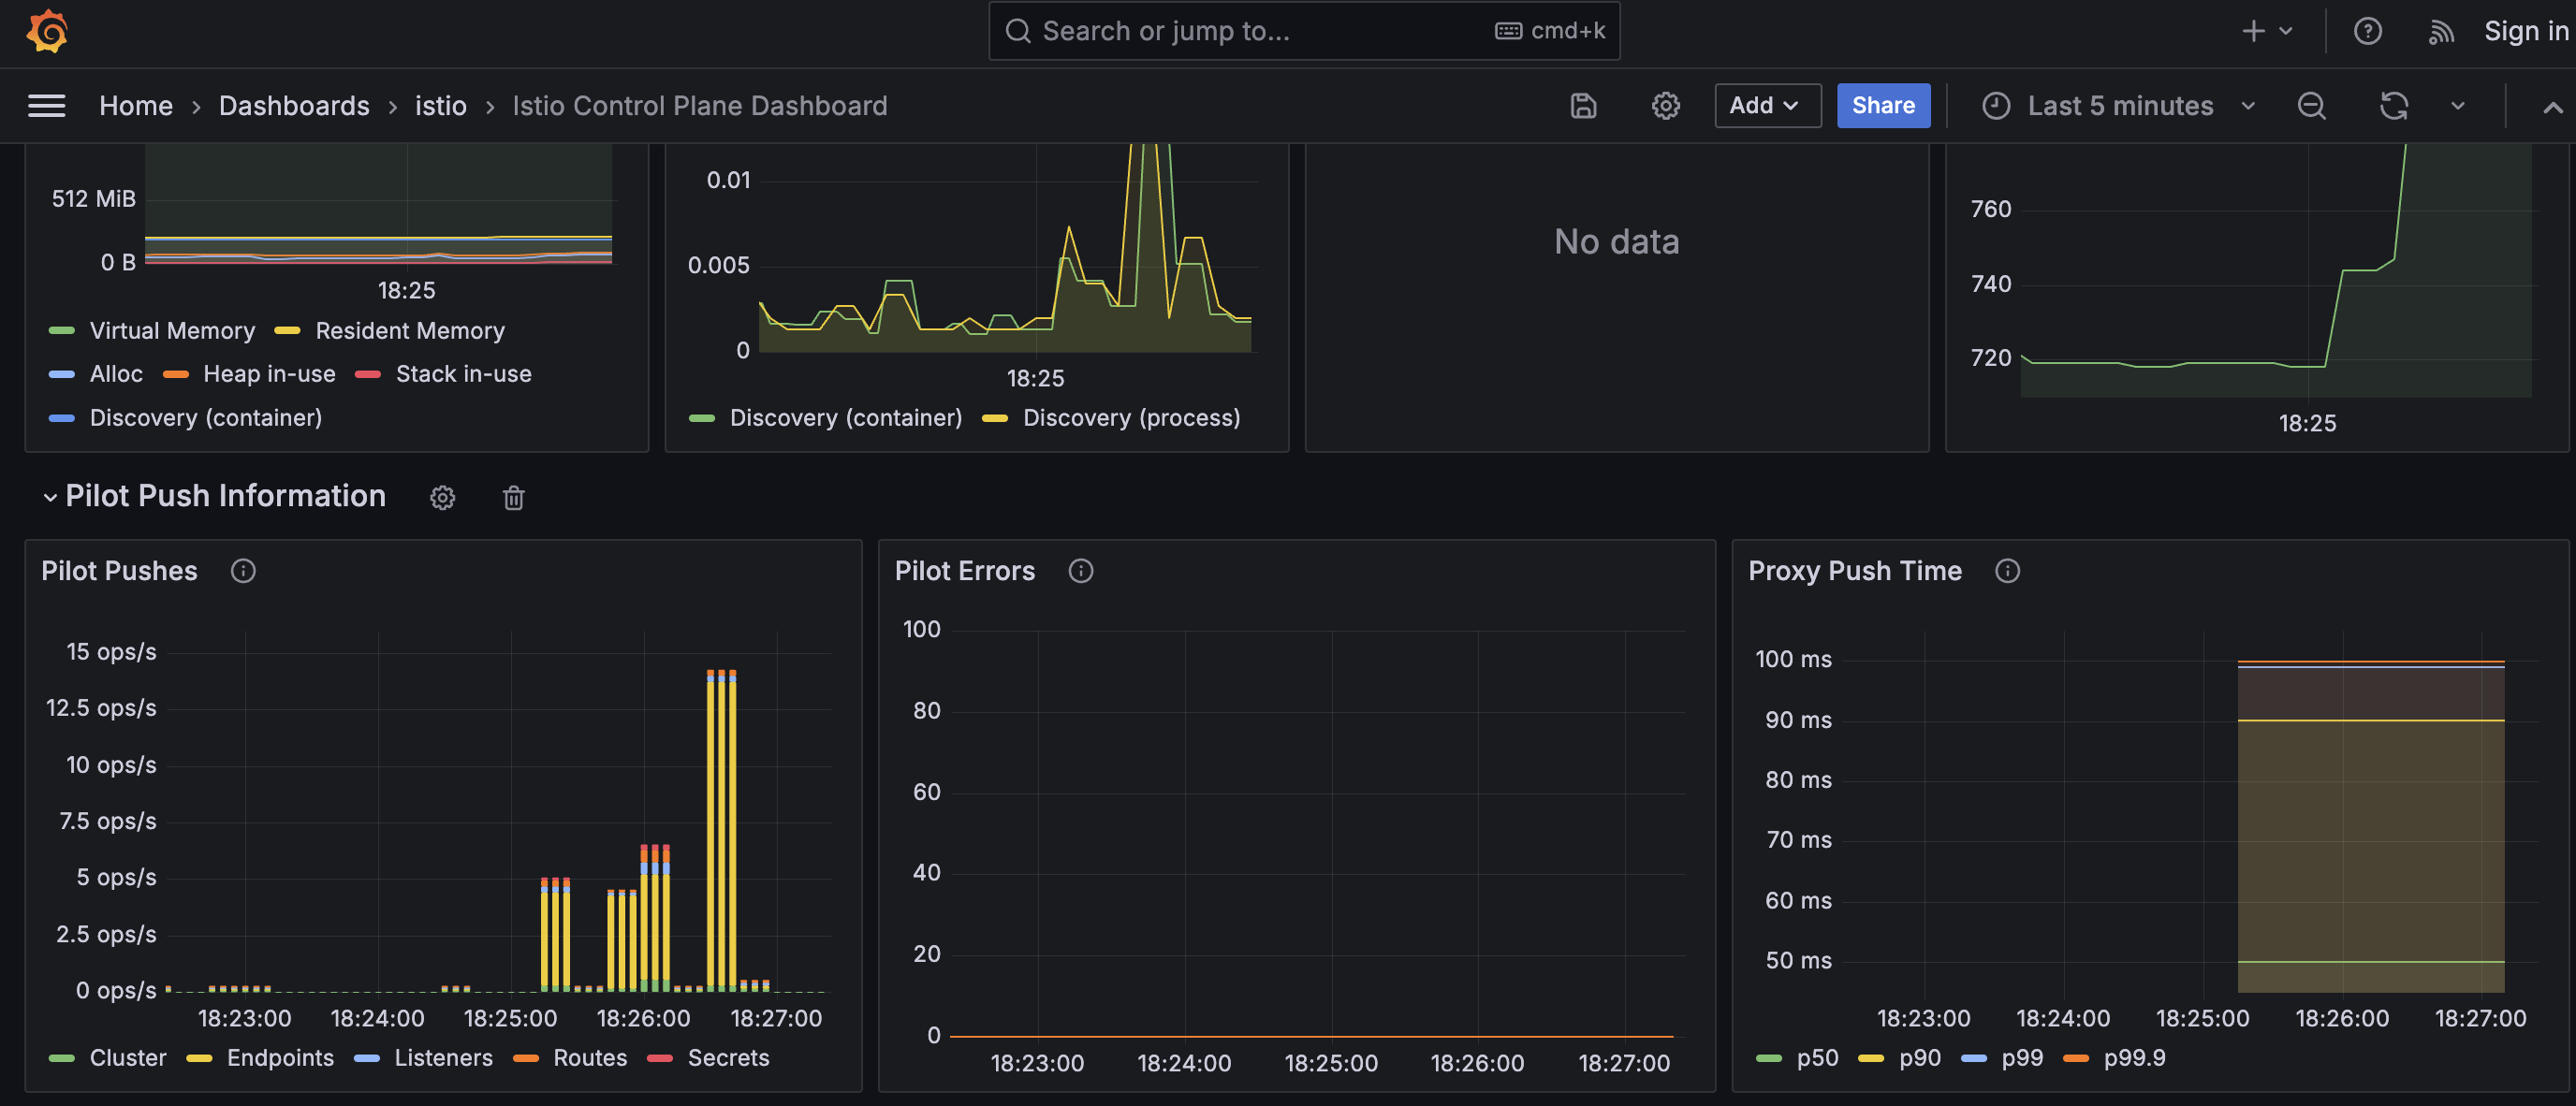 Search or jump to... cmd+k Sign in
Home › Dashboards › istio › Istio Control Plane Dashboard Add Share Last 5 minutes
512 MiB
0 B
18:25
Virtual Memory Resident Memory
Alloc Heap in-use Stack in-use
Discovery (container)
0.01
0.005
0
18:25
Discovery (container) Discovery (process)
No data
760
740
720
18:25
Pilot Push Information
Pilot Pushes
15 ops/s
12.5 ops/s
10 ops/s
7.5 ops/s
5 ops/s
2.5 ops/s
0 ops/s
18:23:00 18:24:00 18:25:00 18:26:00 18:27:00
Cluster Endpoints Listeners Routes Secrets
Pilot Errors
100
80
60
40
20
0
18:23:00 18:24:00 18:25:00 18:26:00 18:27:00
Proxy Push Time
100 ms
90 ms
80 ms
70 ms
60 ms
50 ms
18:23:00 18:24:00 18:25:00 18:26:00 18:27:00
p50 p90 p99 p99.9